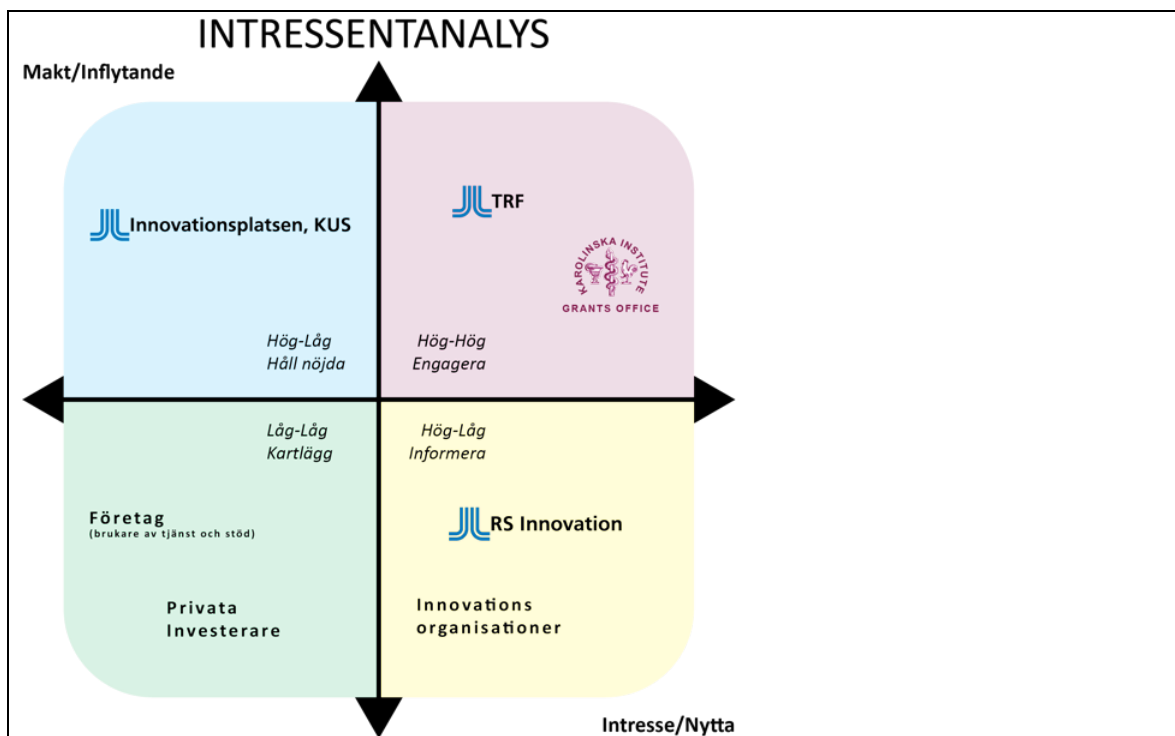 INTRESSENTANALYS
Makt/Inflytande
Innovationsplatsen, KUS
Hög-Låg
Håll nöjda
TRF
KAROLINSKA INSTITUTE
GRANTS OFFICE
Hög-Hög
Engagera
Låg-Låg
Kartlägg
Företag
(brukare av tjänst och stöd)
Privata
Investerare
Hög-Låg
Informera
RS Innovation
Innovations
organisationer
Intresse/Nytta